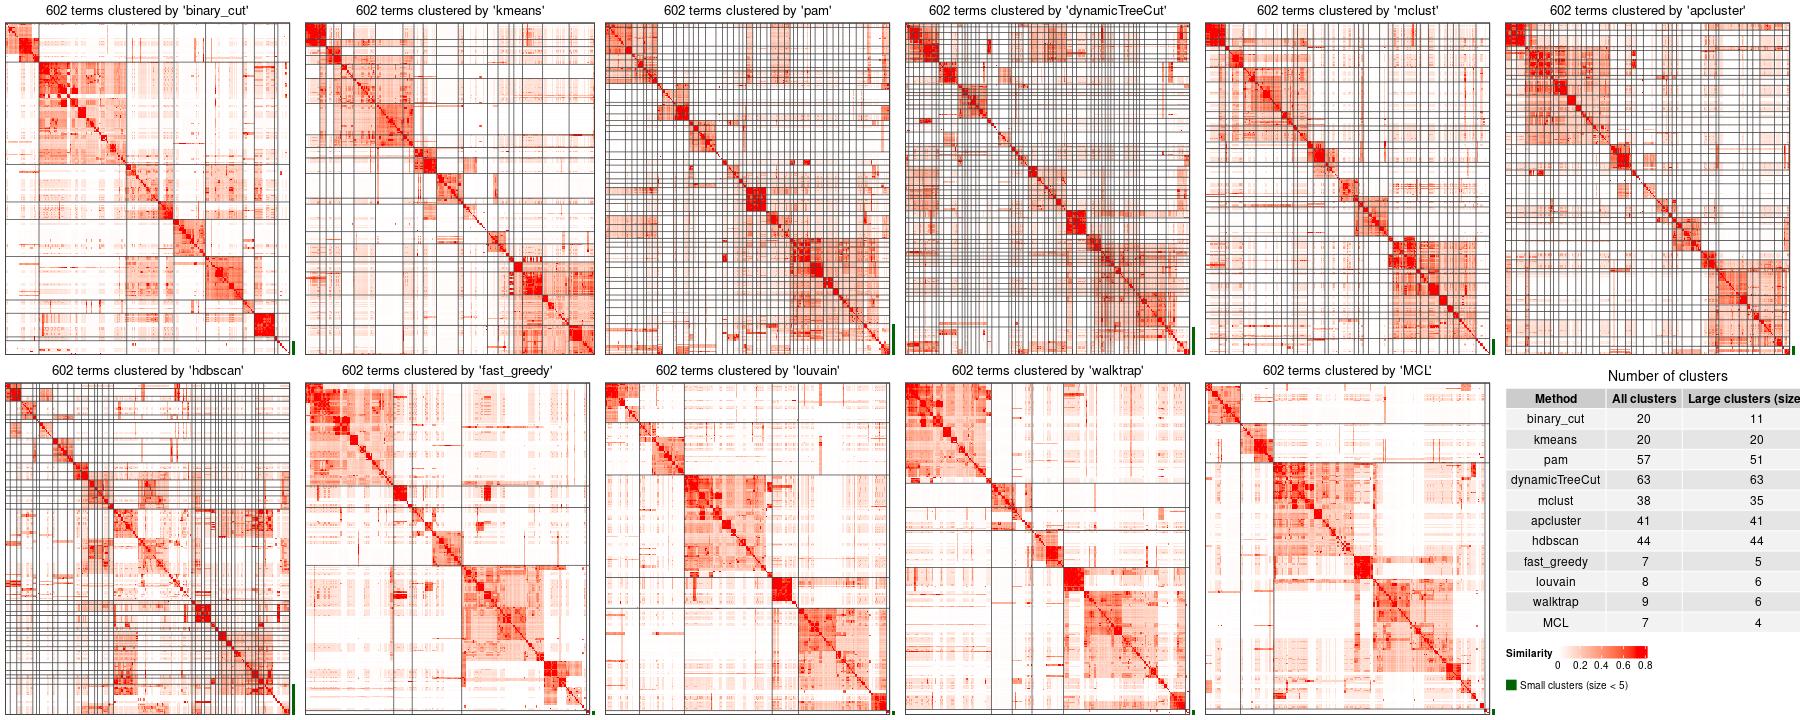 602 terms clustered by 'binary_cut'
602 terms clustered by 'kmeans'
602 terms clustered by 'pam'
602 terms clustered by 'dynamicTreeCut'
602 terms clustered by 'mclust'
602 terms clustered by 'apcluster'
602 terms clustered by 'hdbscan'
602 terms clustered by 'fast_greedy'
602 terms clustered by 'louvain'
602 terms clustered by 'walktrap'
602 terms clustered by 'MCL'
Number of clusters
Method All clusters Large clusters (size
binary_cut 20 11
kmeans 20 20
pam 57 51
dynamicTreeCut 63 63
mclust 38 35
apcluster 41 41
hdbscan 44 44
fast_greedy 7 5
louvain 8 6
walktrap 9 6
MCL 7 4
Similarity
0 0.2 0.4 0.6 0.8
Small clusters (size < 5)